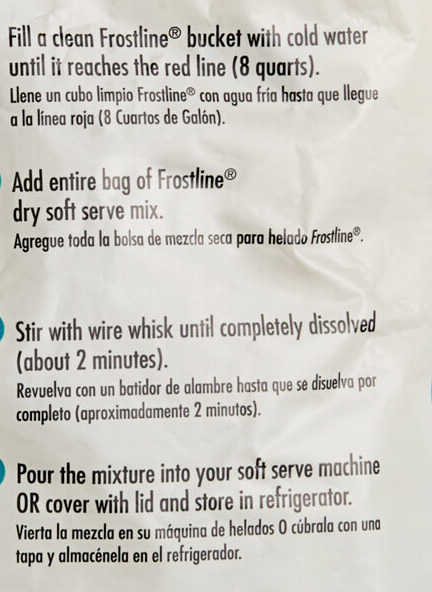 Fill a clean Frostline® bucket with cold water
until it reaches the red line (8 quarts).
Llene un cubo limpio Frostline® con agua fría hasta que llegue
a la línea roja (8 Cuartos de Galón).
Add entire bag of Frostline®
dry soft serve mix.
Agregue toda la bolsa de mezcla seca para helado Frostline®.
Stir with wire whisk until completely dissolved
(about 2 minutes).
Revuelva con un batidor de alambre hasta que se disuelva por
completo (aproximadamente 2 minutos).
Pour the mixture into your soft serve machine
OR cover with lid and store in refrigerator.
Vierta la mezcla en su máquina de helados O cúbrala con una
tapa y almacénela en el refrigerador.